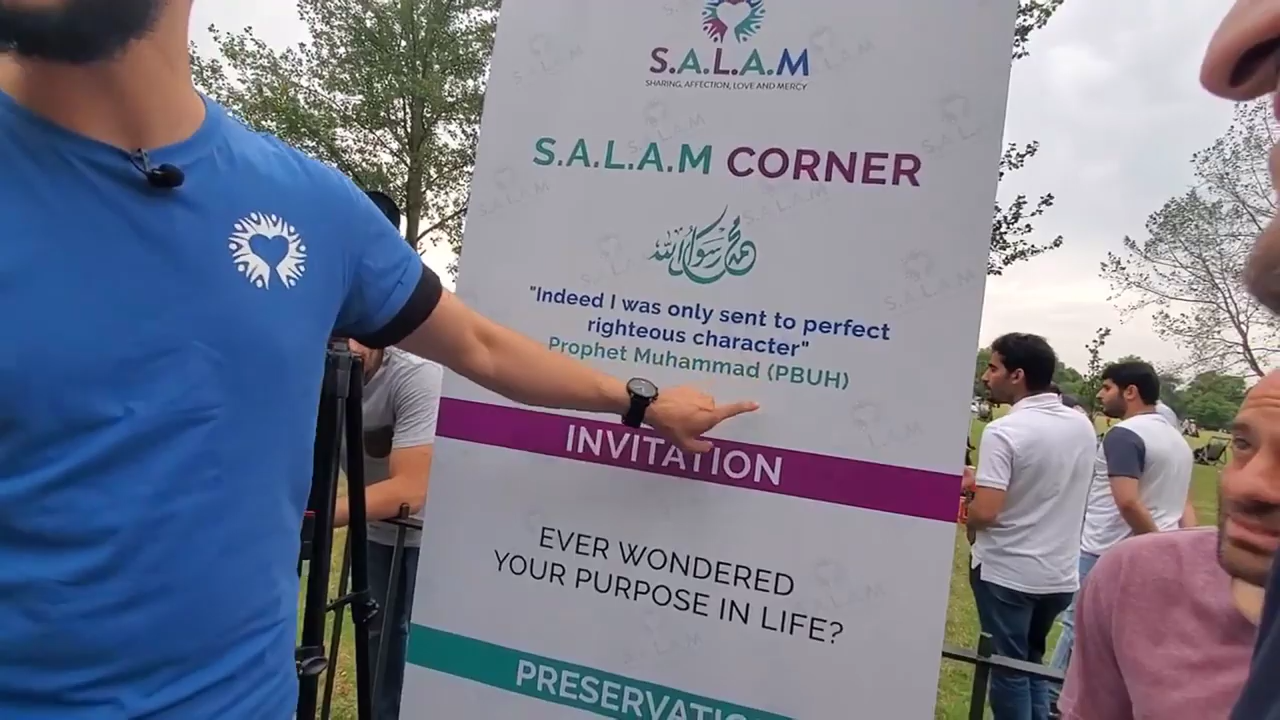 S.A.L.A.M
SHARING, AFFECTION, LOVE AND MERCY
S.A.L.A.M CORNER
محمد رسول الله
"Indeed I was only sent to perfect
righteous character"
Prophet Muhammad (PBUH)
INVITATION
EVER WONDERED
YOUR PURPOSE IN LIFE?